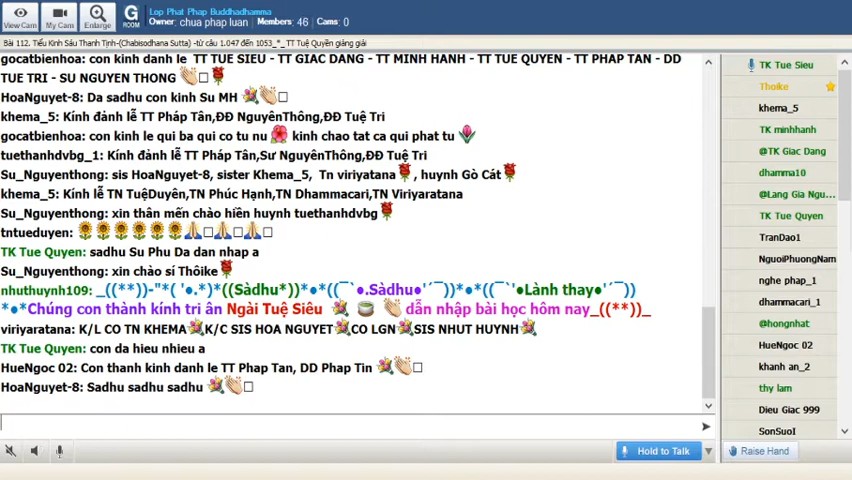 Lop Phat Phap Buddhadhamma
Owner: chua phap luan Members: 46 Cams: 0
View Cam My Cam Enlarge G ROOM
Bài 112. Tiểu Kinh Sáu Thanh Tịnh-(Chabisodhana Sutta) -từ câu 1.047 đến 1053_*_ TT Tuệ Quyền giảng giải
gocatbienhoa: con kinh danh le TT TUE SIEU - TT GIAC DANG - TT MINH HANH - TT TUE QUYEN - TT PHAP TAN - DD
TUE TRI - SU NGUYEN THONG
HoaNguyet-8: Da sadhu con kinh Su MH
khema_5: Kính đảnh lễ TT Pháp Tân,ĐĐ NguyênThông,ĐĐ Tuệ Tri
gocatbienhoa: con kinh le qui ba qui co tu nu kinh chao tat ca qui phat tu
tuethanhdvbg_1: Kính đảnh lễ TT Pháp Tân,Sư NguyênThông,ĐĐ Tuệ Tri
Su_Nguyenthong: sis HoaNguyet-8, sister Khema_5, Tn viriyatana , huynh Gò Cát
khema_5: Kính lễ TN TuệDuyên,TN Phúc Hạnh,TN Dhammacari,TN Viriyaratana
Su_Nguyenthong: xin thân mến chào hiền huynh tuethanhdvbg
tntueduyen:
TK Tue Quyen: sadhu Su Phu Da dan nhap a
Su_Nguyenthong: xin chào sí Thôike
nhuthuynh109: _((**))-"*( '●.*)*((Sàdhu*))*●*((¯`●.Sàdhu●'´¯))*●*((¯`'●Lành thay●'´¯))
*●*Chúng con thành kính tri ân Ngài Tuệ Siêu dẫn nhập bài học hôm nay_((**))_
viriyaratana: K/L CO TN KHEMA K/C SIS HOA NGUYET CO LGN SIS NHUT HUYNH
TK Tue Quyen: con da hieu nhieu a
HueNgoc 02: Con thanh kinh danh le TT Phap Tan, DD Phap Tin
HoaNguyet-8: Sadhu sadhu sadhu
TK Tue Sieu
Thoike
khema_5
TK minhhanh
@TK Giac Dang
dhamma10
@Lang Gia Ngu...
TK Tue Quyen
TranDao1
NguoiPhuongNam
nghe phap_1
dhammacari_1
@hongnhat
HueNgoc 02
khanh an_2
thy lam
Dieu Giac 999
SonSuoI
Hold to Talk
Raise Hand